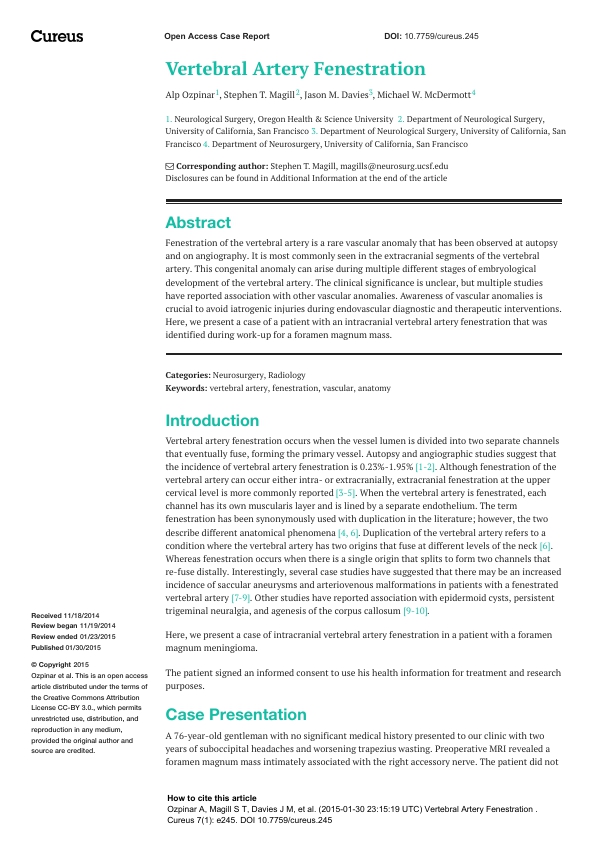 Cureus
Open Access Case Report
DOI: 10.7759/cureus.245
Vertebral Artery Fenestration
Alp Ozpinar1, Stephen T. Magill2, Jason M. Davies3, Michael W. McDermott4
1. Neurological Surgery, Oregon Health & Science University 2. Department of Neurological Surgery,
University of California, San Francisco 3. Department of Neurological Surgery, University of California, San
Francisco 4. Department of Neurosurgery, University of California, San Francisco
Corresponding author: Stephen T. Magill, magills@neurosurg.ucsf.edu
Disclosures can be found in Additional Information at the end of the article
Abstract
Fenestration of the vertebral artery is a rare vascular anomaly that has been observed at autopsy
and on angiography. It is most commonly seen in the extracranial segments of the vertebral
artery. This congenital anomaly can arise during multiple different stages of embryological
development of the vertebral artery. The clinical significance is unclear, but multiple studies
have reported association with other vascular anomalies. Awareness of vascular anomalies is
crucial to avoid iatrogenic injuries during endovascular diagnostic and therapeutic interventions.
Here, we present a case of a patient with an intracranial vertebral artery fenestration that was
identified during work-up for a foramen magnum mass.
Categories: Neurosurgery, Radiology
Keywords: vertebral artery, fenestration, vascular, anatomy
Introduction
Vertebral artery fenestration occurs when the vessel lumen is divided into two separate channels
that eventually fuse, forming the primary vessel. Autopsy and angiographic studies suggest that
the incidence of vertebral artery fenestration is 0.23%-1.95% [1-2]. Although fenestration of the
vertebral artery can occur either intra- or extracranially, extracranial fenestration at the upper
cervical level is more commonly reported [3-5]. When the vertebral artery is fenestrated, each
channel has its own muscularis layer and is lined by a separate endothelium. The term
fenestration has been synonymously used with duplication in the literature; however, the two
describe different anatomical phenomena [4, 6]. Duplication of the vertebral artery refers to a
condition where the vertebral artery has two origins that fuse at different levels of the neck [6].
Whereas fenestration occurs when there is a single origin that splits to form two channels that
re-fuse distally. Interestingly, several case studies have suggested that there may be an increased
incidence of saccular aneurysms and arteriovenous malformations in patients with a fenestrated
vertebral artery [7-9]. Other studies have reported association with epidermoid cysts, persistent
trigeminal neuralgia, and agenesis of the corpus callosum [9-10].
Here, we present a case of intracranial vertebral artery fenestration in a patient with a foramen
magnum meningioma.
The patient signed an informed consent to use his health information for treatment and research
purposes.
Case Presentation
A 76-year-old gentleman with no significant medical history presented to our clinic with two
years of suboccipital headaches and worsening trapezius wasting. Preoperative MRI revealed a
foramen magnum mass intimately associated with the right accessory nerve. The patient did not
Received 11/18/2014
Review began 11/19/2014
Review ended 01/23/2015
Published 01/30/2015
© Copyright 2015
Ozpinar et al. This is an open access
article distributed under the terms of
the Creative Commons Attribution
License CC-BY 3.0., which permits
unrestricted use, distribution, and
reproduction in any medium,
provided the original author and
source are credited.
How to cite this article
Ozpinar A, Magill S T, Davies J M, et al. (2015-01-30 23:15:19 UTC) Vertebral Artery Fenestration .
Cureus 7(1): e245. DOI 10.7759/cureus.245